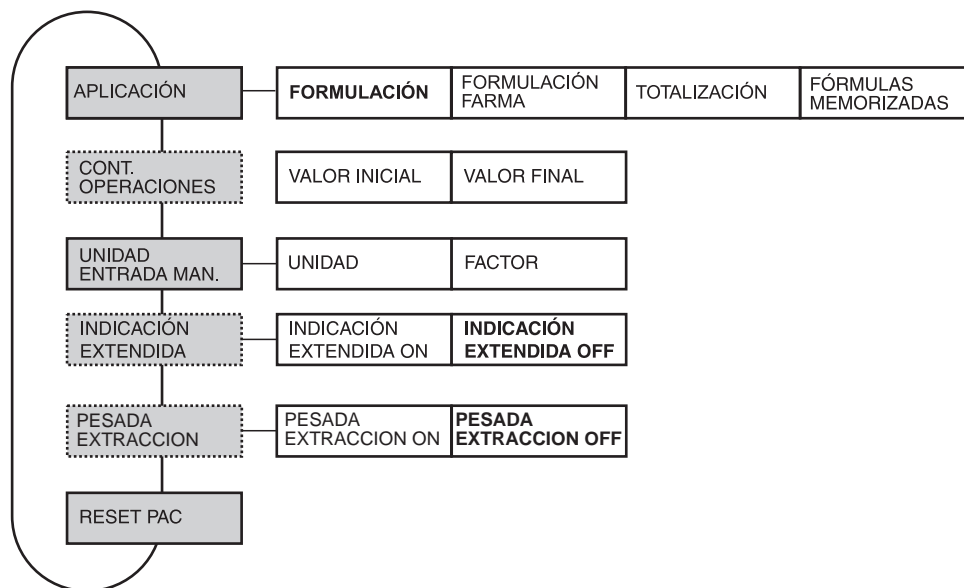 APLICACIÓN
FORMULACIÓN
FORMULACIÓN
FARMA
TOTALIZACIÓN
FÓRMULAS
MEMORIZADAS
CONT.
OPERACIONES
VALOR INICIAL
VALOR FINAL
UNIDAD
ENTRADA MAN.
UNIDAD
FACTOR
INDICACIÓN
EXTENDIDA
INDICACIÓN
EXTENDIDA ON
INDICACIÓN
EXTENDIDA OFF
PESADA
EXTRACCION
PESADA
EXTRACCION ON
PESADA
EXTRACCION OFF
RESET PAC